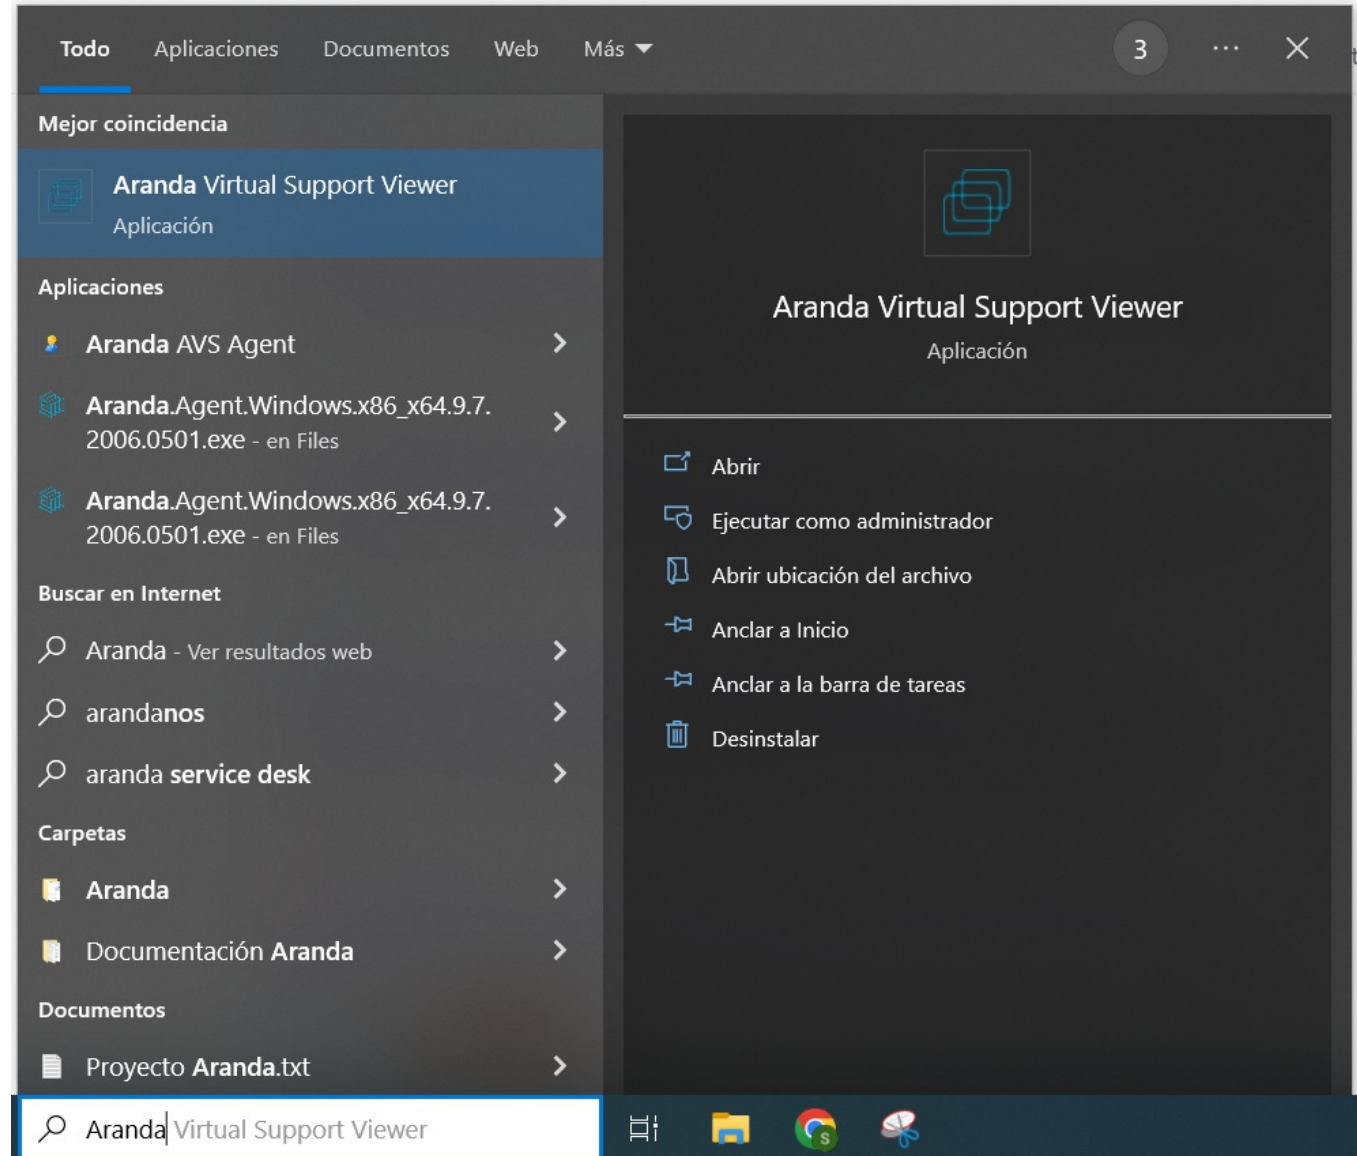 Todo Aplicaciones Documentos Web Más 3 ...
Mejor coincidencia
Aranda Virtual Support Viewer
Aplicación
Aplicaciones
Aranda AVS Agent
Aranda.Agent.Windows.x86_x64.9.7.
2006.0501.exe - en Files
Aranda.Agent.Windows.x86_x64.9.7.
2006.0501.exe - en Files
Buscar en Internet
Aranda - Ver resultados web
arandanos
aranda service desk
Carpetas
Aranda
Documentación Aranda
Documentos
Proyecto Aranda.txt
Aranda Virtual Support Viewer
Aranda Virtual Support Viewer
Aplicación
Abrir
Ejecutar como administrador
Abrir ubicación del archivo
Anclar a Inicio
Anclar a la barra de tareas
Desinstalar
S